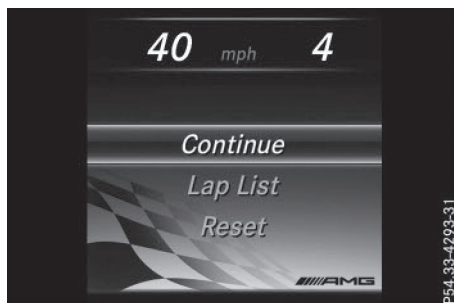 40 mph 4
Continue
Lap List
Reset
AMG
P54.33-4293-31